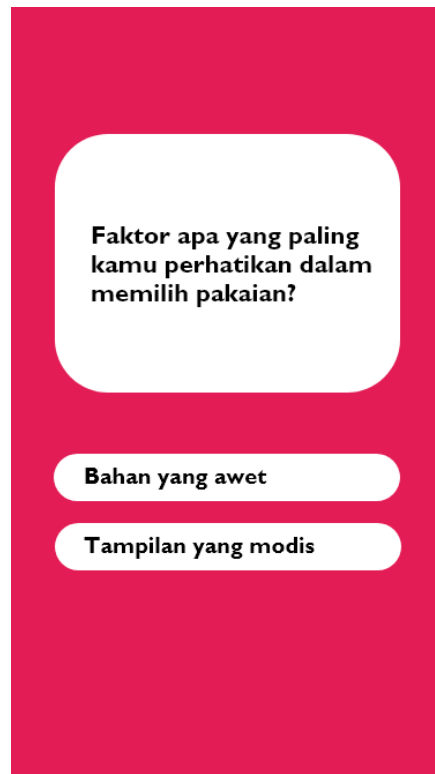 Faktor apa yang paling
kamu perhatikan dalam
memilih pakaian?
Bahan yang awet
Tampilan yang modis